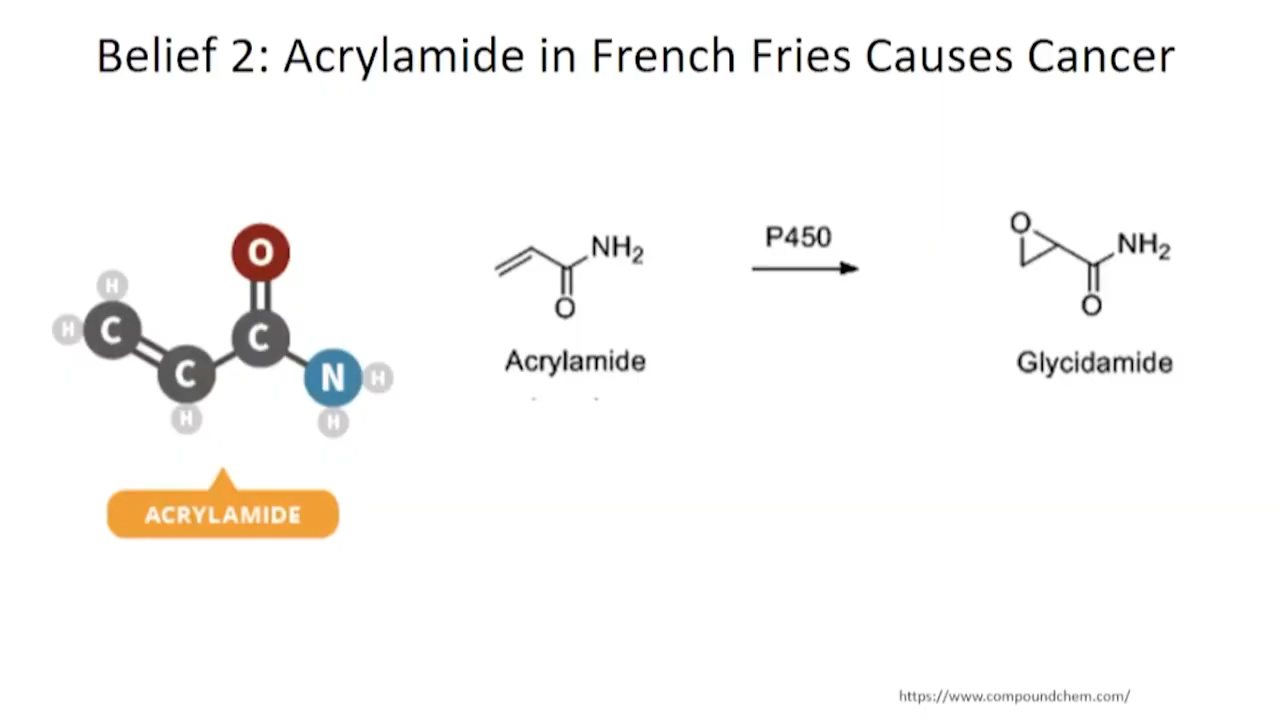 Belief 2: Acrylamide in French Fries Causes Cancer
O
H
H
C
C
C
N
H
H
H
ACRYLAMIDE
NH₂
O
Acrylamide
P450
O
NH₂
O
Glycidamide
https://www.compoundchem.com/